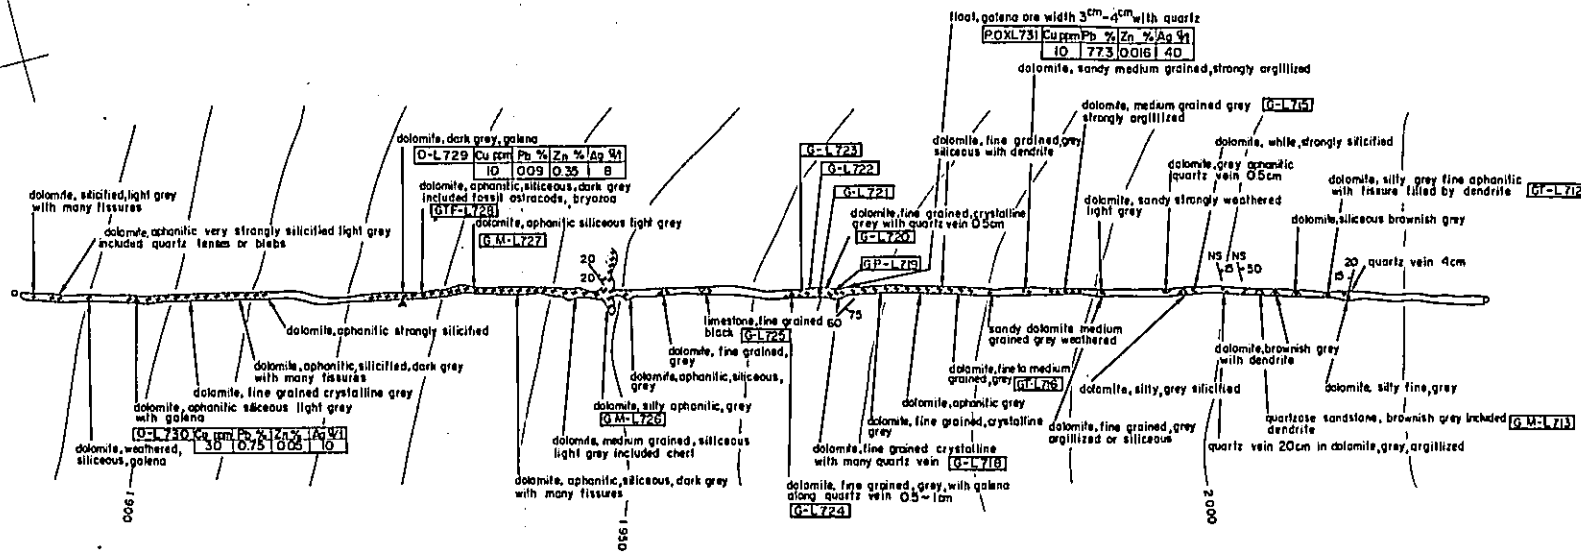 float, galena ore width 3cm-4cm with quartz
P.OXL731 Cu ppm Pb % Zn % Ag g/t
10 77.3 0.016 40
dolomite, sandy medium grained, strongly argillized
dolomite, medium grained grey G-L715
strongly argillized
dolomite, dark grey, galena
O-L729 Cu ppm Pb % Zn % Ag g/t
10 0.09 0.35 8
dolomite, fine grained, grey
siliceous with dendrite
dolomite, while, strongly silicified
G-L723
G-L722
G-L721
dolomite, grey aphanitic
quartz vein 0.5cm
dolomite, silty grey fine aphanitic
with fissure filled by dendrite GT-L712
dolomite, silicified, light grey
with many fissures
dolomite, aphanitic, siliceous, dark grey
included fossil ostracods, bryozoa
GTF-L728
dolomite, sandy strongly weathered
light grey
dolomite, siliceous brownish grey
dolomite, aphanitic very strongly silicified light grey
included quartz lenses or blebs
dolomite, aphanitic siliceous light grey
G M-L727
dolomite, fine grained, crystalline
grey with quartz vein 0.5cm
G-L720
GP-L719
20
20
NS NS
15 50
20
15
quartz vein 4cm
dolomite, aphanitic strongly silicified
limestone, fine grained
black G-L725
60 75
sandy dolomite medium
grained grey weathered
dolomite, aphanitic, silicified, dark grey
with many fissures
dolomite, fine grained,
grey
dolomite, aphanitic, siliceous,
grey
dolomite, fine to medium
grained, grey GT-L716
dolomite, brownish grey
with dendrite
dolomite, silty, grey silicified
dolomite, silty fine, grey
dolomite, fine grained crystalline grey
dolomite, aphanitic siliceous light grey
with galena
O-L730 Cu ppm Pb % Zn % Ag g/t
30 0.75 0.05 10
dolomite, silty aphanitic, grey
G M-L726
dolomite, aphanitic grey
dolomite, fine grained, crystalline
grey
dolomite, fine grained, grey
argillized or siliceous
quartzose sandstone, brownish grey included G M-L713
dendrite
dolomite, weathered,
siliceous, galena
dolomite, medium grained, siliceous
light grey included chert
dolomite, fine grained crystalline
with many quartz vein G-L718
quartz vein 20cm in dolomite, grey, argillized
dolomite, aphanitic, siliceous, dark grey
with many fissures
dolomite, fine grained, grey, with galena
along quartz vein 0.5~1cm
G-L724
1900
1950
2000